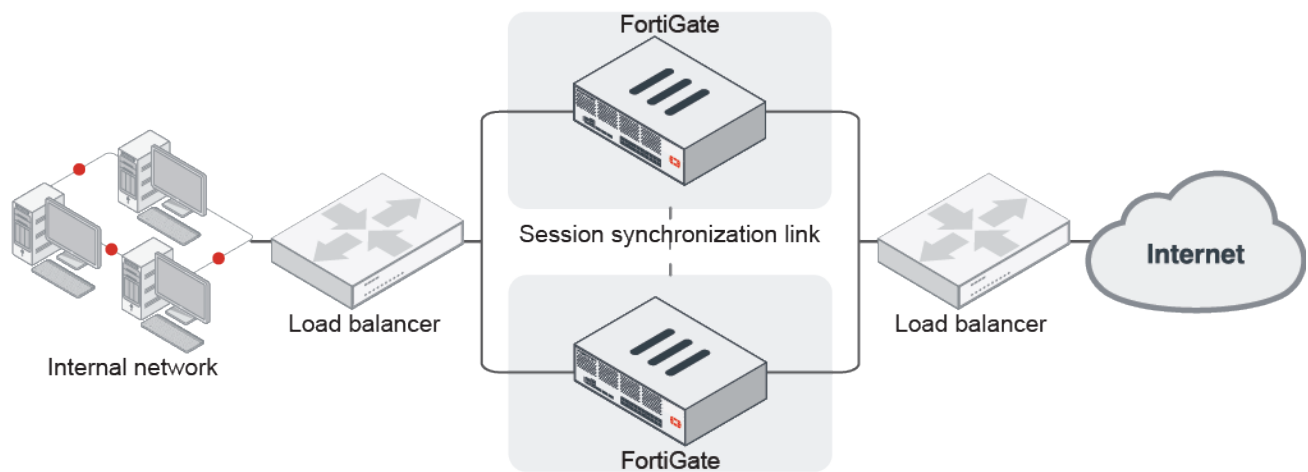 FortiGate
Session synchronization link
Internet
Load balancer
Load balancer
Internal network
FortiGate